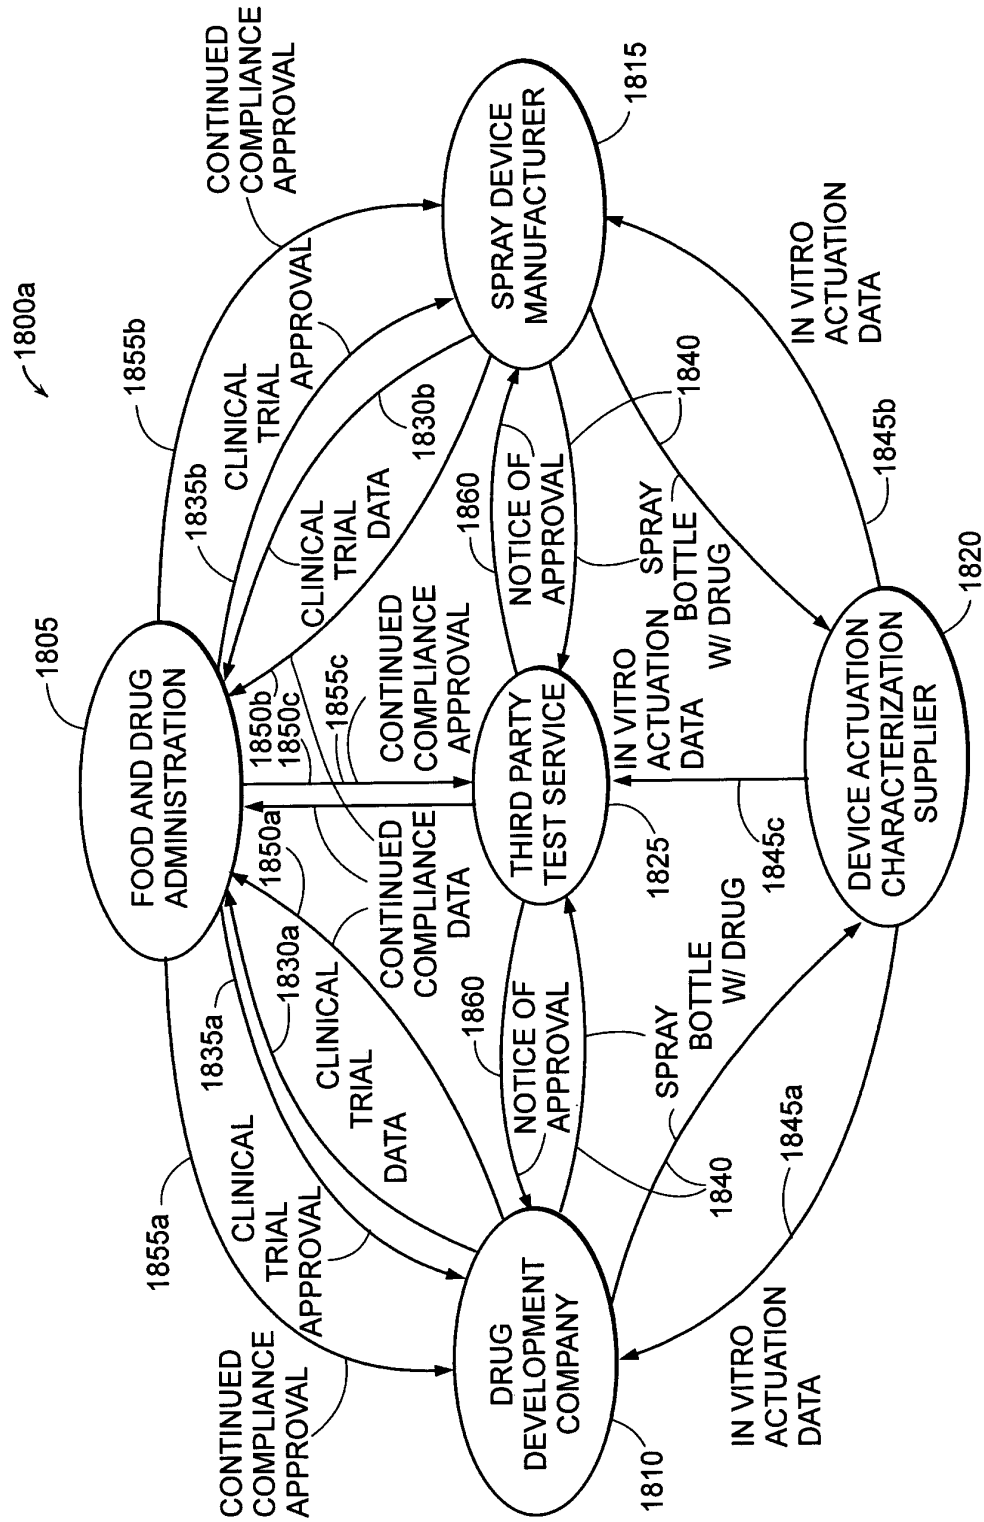 1800a
1805
FOOD AND DRUG
ADMINISTRATION
1855a
1855b
CONTINUED
COMPLIANCE
APPROVAL
CONTINUED
COMPLIANCE
APPROVAL
1835a
1835b
CLINICAL
TRIAL
APPROVAL
CLINICAL
TRIAL
APPROVAL
1830a
1850a
1850b
1850c
1855c
CLINICAL
TRIAL
DATA
CLINICAL
TRIAL
DATA
1830b
CONTINUED
COMPLIANCE
DATA
CONTINUED
COMPLIANCE
APPROVAL
1860
1860
DRUG
DEVELOPMENT
COMPANY
1810
NOTICE OF
APPROVAL
THIRD PARTY
TEST SERVICE
1825
NOTICE OF
APPROVAL
SPRAY DEVICE
MANUFACTURER
1815
SPRAY
BOTTLE
W/ DRUG
IN VITRO
ACTUATION
DATA
SPRAY
BOTTLE
W/ DRUG
1840
1840
1845c
1845a
IN VITRO
ACTUATION
DATA
IN VITRO
ACTUATION
DATA
1845b
DEVICE ACTUATION
CHARACTERIZATION
SUPPLIER
1820